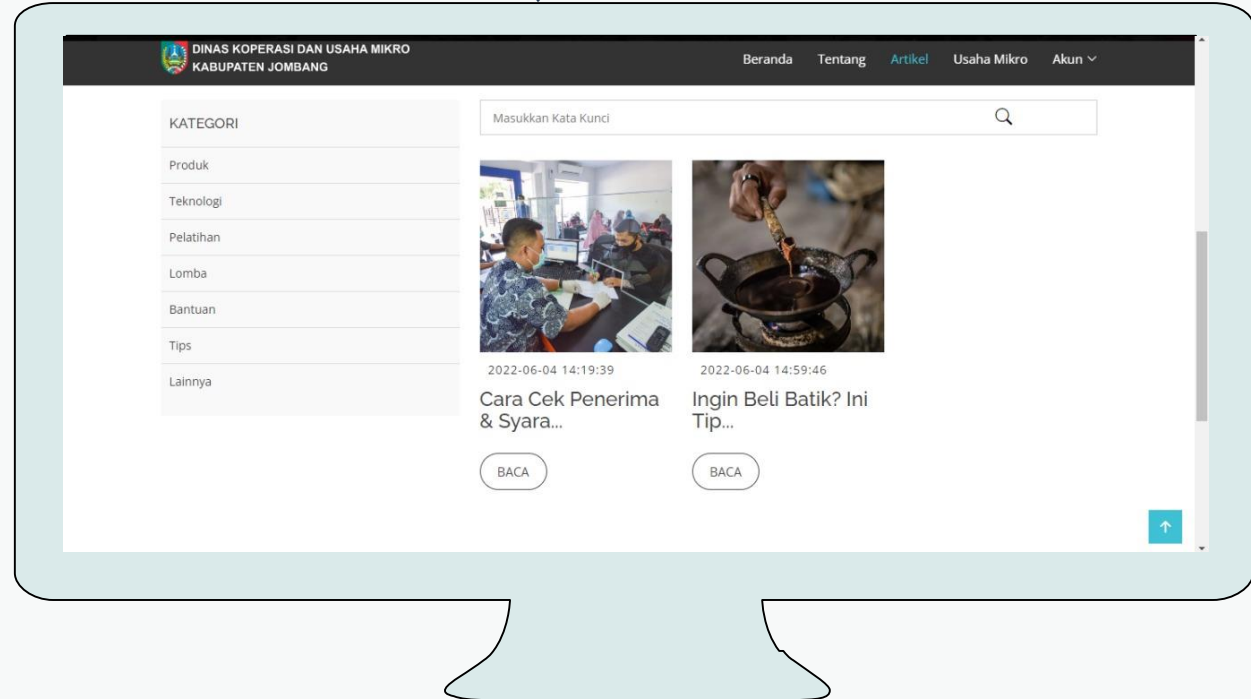 DINAS KOPERASI DAN USAHA MIKRO
KABUPATEN JOMBANG
Beranda Tentang Artikel Usaha Mikro Akun
KATEGORI
Produk
Teknologi
Pelatihan
Lomba
Bantuan
Tips
Lainnya
Masukkan Kata Kunci
2022-06-04 14:19:39
Cara Cek Penerima
& Syara...
BACA
2022-06-04 14:59:46
Ingin Beli Batik? Ini
Tip...
BACA